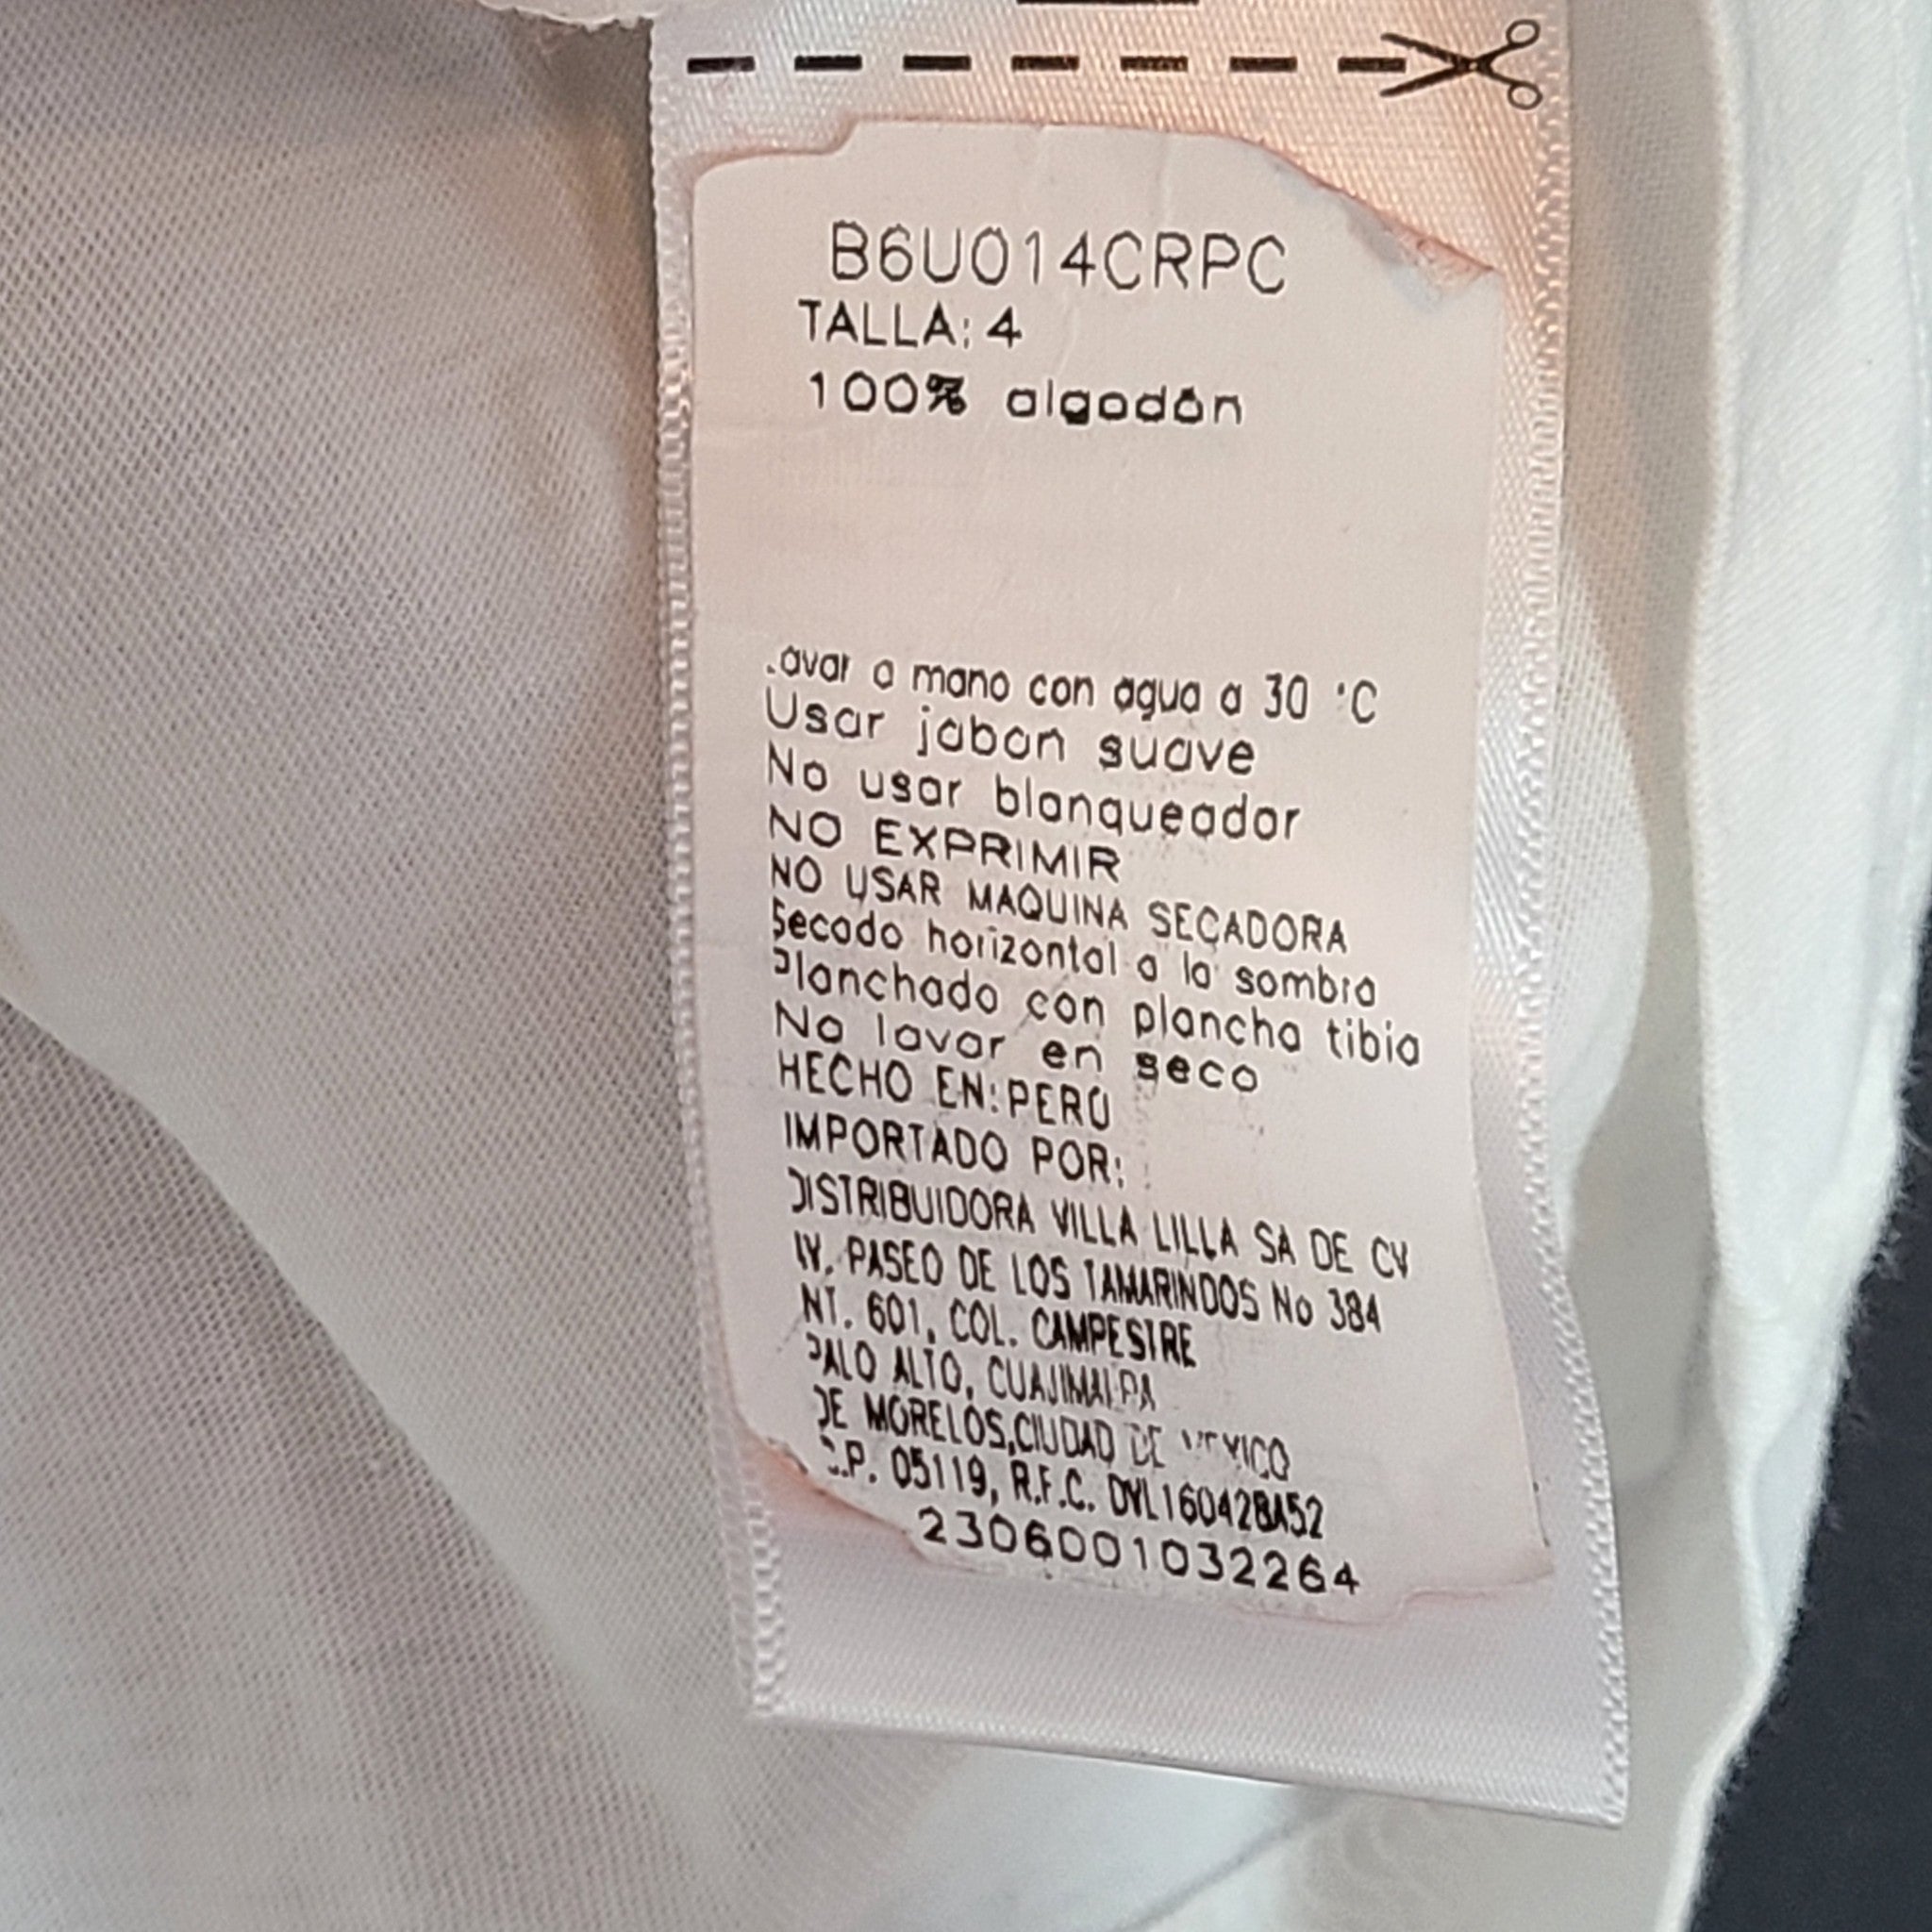 B6U014CRPC
TALLA: 4
100% algodón
Lavar a mano con agua a 30 °C
Usar jabon suave
No usar blanqueador
NO EXPRIMIR
NO USAR MAQUINA SECADORA
Secado horizontal a la sombra
Planchado con plancha tibia
No lavar en seco
HECHO EN: PERÚ
IMPORTADO POR:
DISTRIBUIDORA VILLA LILLA SA DE CV
AV. PASEO DE LOS TAMARINDOS No 384
INT. 601, COL. CAMPESTRE
PALO ALTO, CUAJIMALPA
DE MORELOS,CIUDAD DE MEXICO
C.P. 05119, R.F.C. DVL160428A52
2306001032264